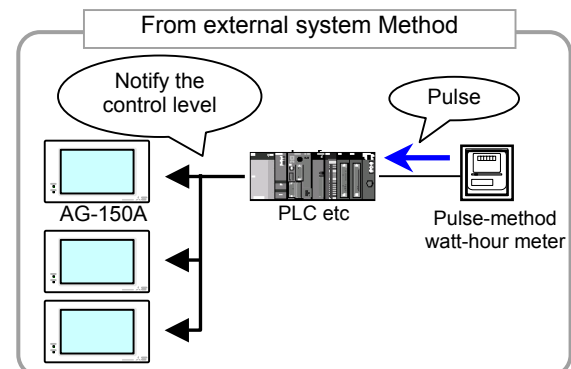 From external system Method
Notify the
control level
Pulse
AG-150A
PLC etc
Pulse-method
watt-hour meter